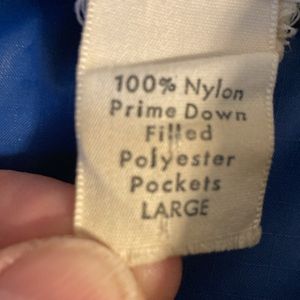 100% Nylon
Prime Down
Filled
Polyester
Pockets
LARGE